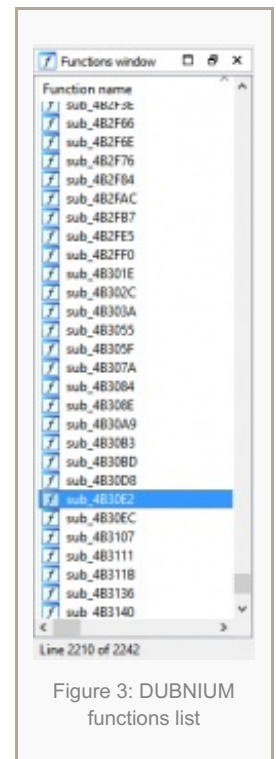 Functions window
Function name
sub_4B2F3E
sub_4B2F66
sub_4B2F6E
sub_4B2F76
sub_4B2F84
sub_4B2FAC
sub_4B2FB7
sub_4B2FE5
sub_4B2FF0
sub_4B301E
sub_4B302C
sub_4B303A
sub_4B3055
sub_4B305F
sub_4B307A
sub_4B3084
sub_4B308E
sub_4B30A9
sub_4B30B3
sub_4B30BD
sub_4B30D8
sub_4B30E2
sub_4B30EC
sub_4B3107
sub_4B3111
sub_4B311B
sub_4B3136
sub_4B3140
Line 2210 of 2242
Figure 3: DUBNIUM
functions list